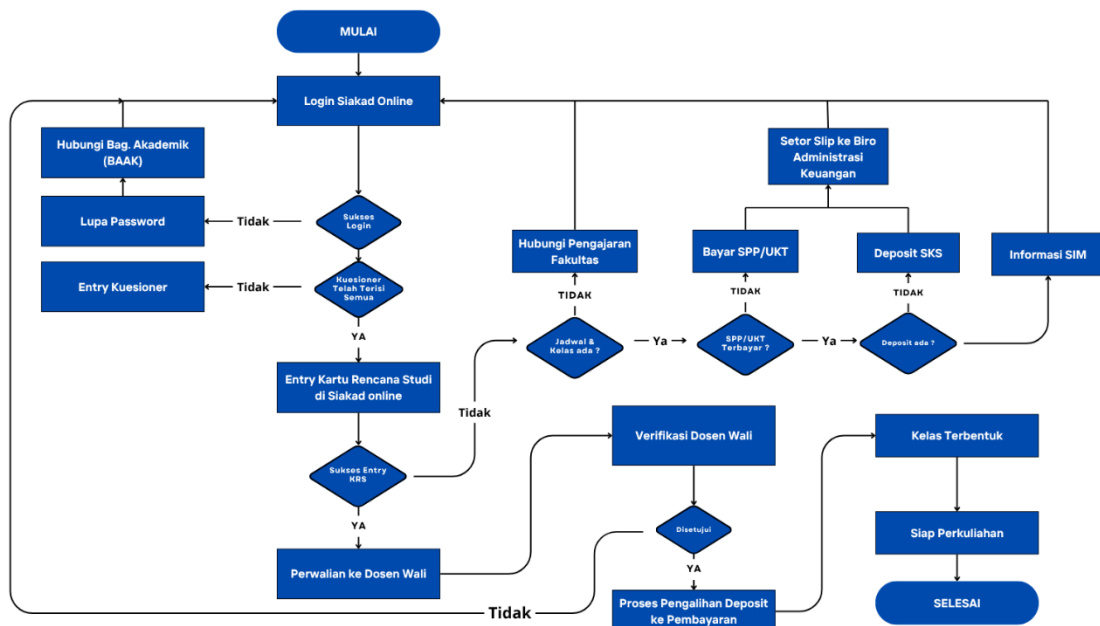 MULAI
Login Siakad Online
Hubungi Bag. Akademik
(BAAK)
Setor Slip ke Biro
Administrasi
Keuangan
Lupa Password
Tidak
Sukses
Login
Hubungi Pengajaran
Fakultas
Bayar SPP/UKT
Deposit SKS
Informasi SIM
Entry Kuesioner
Tidak
Kuesioner
Telah Terisi
Semua
TIDAK
TIDAK
TIDAK
YA
Jadwal &
Kelas ada ?
Ya
SPP/UKT
Terbayar ?
Ya
Deposit ada ?
Entry Kartu Rencana Studi
di Siakad online
Tidak
Verifikasi Dosen Wali
Kelas Terbentuk
Sukses Entry
KRS
YA
Disetujui
Siap Perkuliahan
Perwalian ke Dosen Wali
YA
Tidak
Proses Pengalihan Deposit
ke Pembayaran
SELESAI